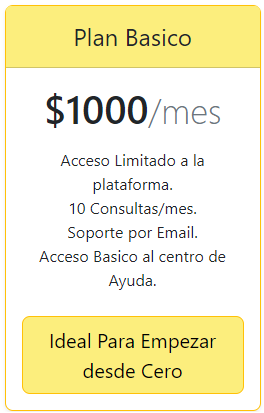 Plan Basico
$1000/mes
Acceso Limitado a la
plataforma.
10 Consultas/mes.
Soporte por Email.
Acceso Basico al centro de
Ayuda.
Ideal Para Empezar
desde Cero